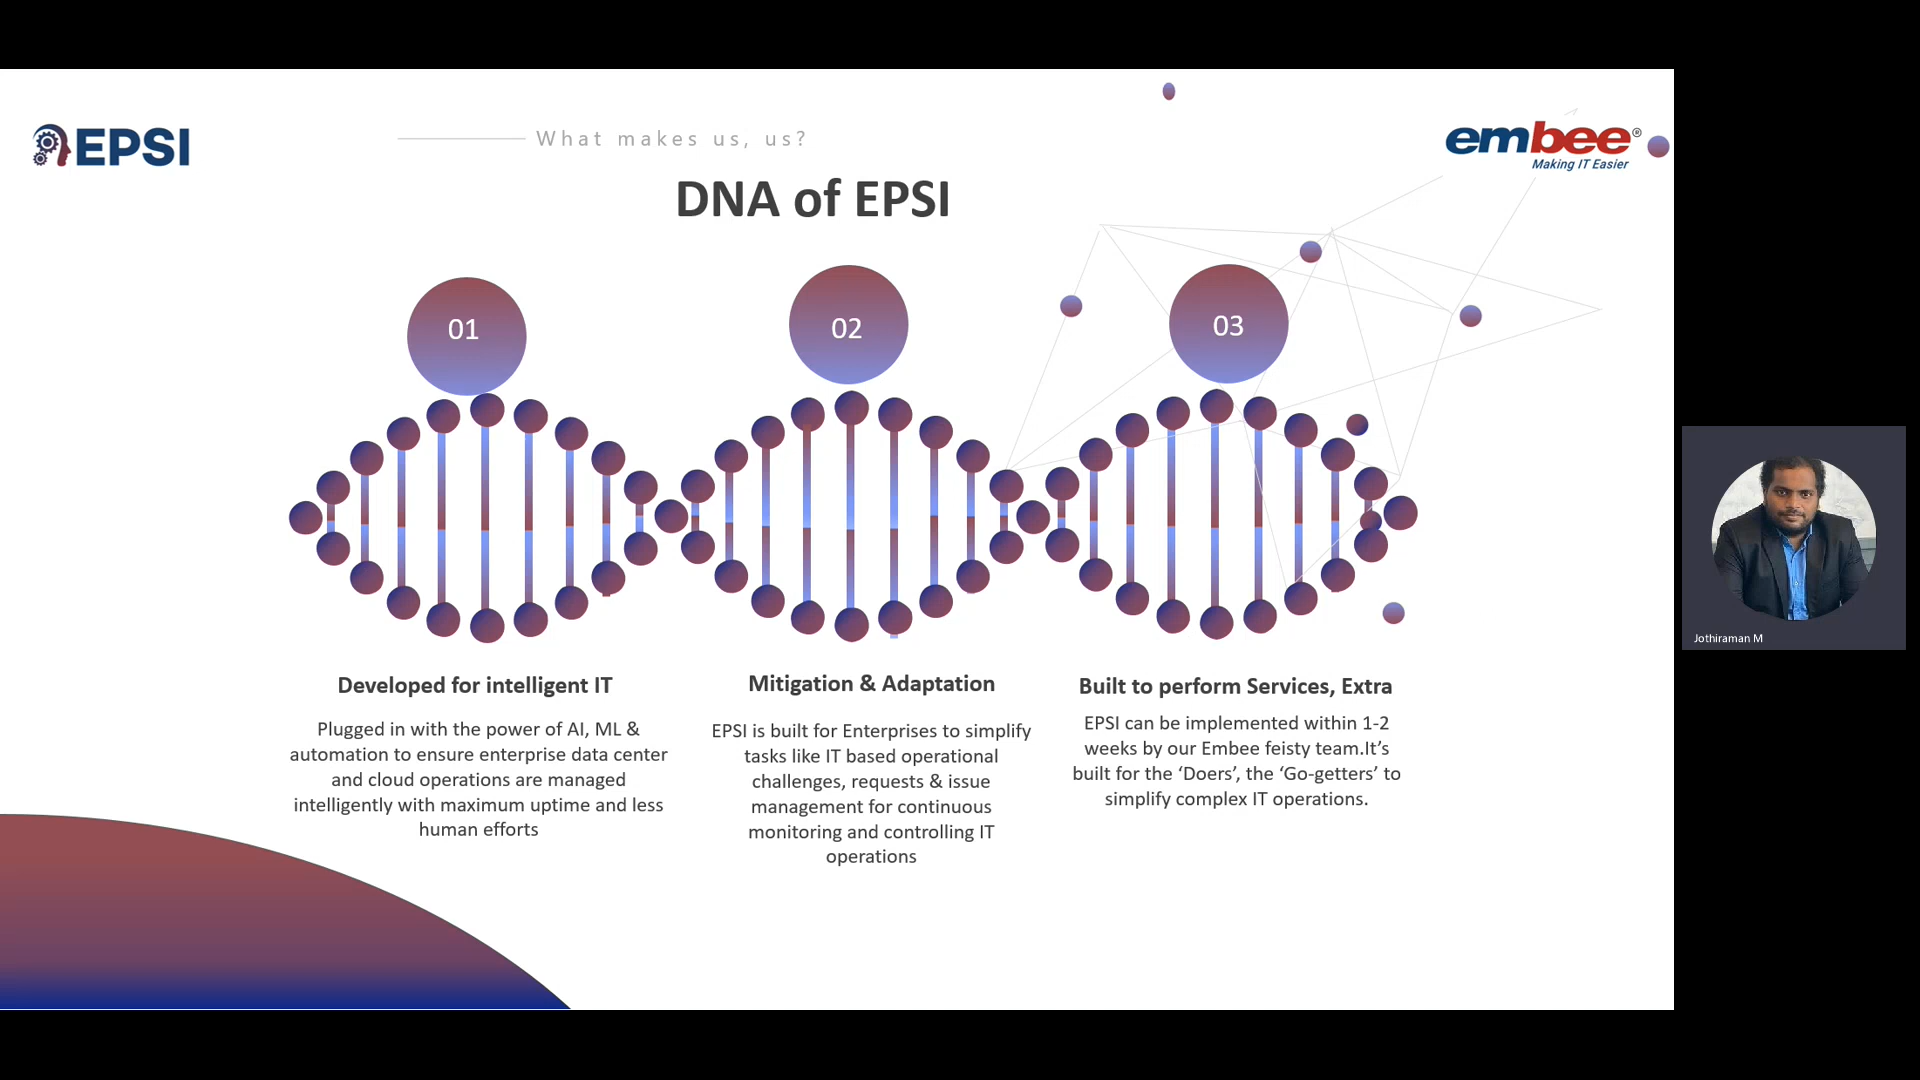 EPSI
What makes us, us?
embee®
Making IT Easier
DNA of EPSI
01
02
03
Developed for intelligent IT
Plugged in with the power of AI, ML &
automation to ensure enterprise data center
and cloud operations are managed
intelligently with maximum uptime and less
human efforts
Mitigation & Adaptation
EPSI is built for Enterprises to simplify
tasks like IT based operational
challenges, requests & issue
management for continuous
monitoring and controlling IT
operations
Built to perform Services, Extra
EPSI can be implemented within 1-2
weeks by our Embee feisty team.It’s
built for the ‘Doers’, the ‘Go-getters’ to
simplify complex IT operations.
Jothiraman M